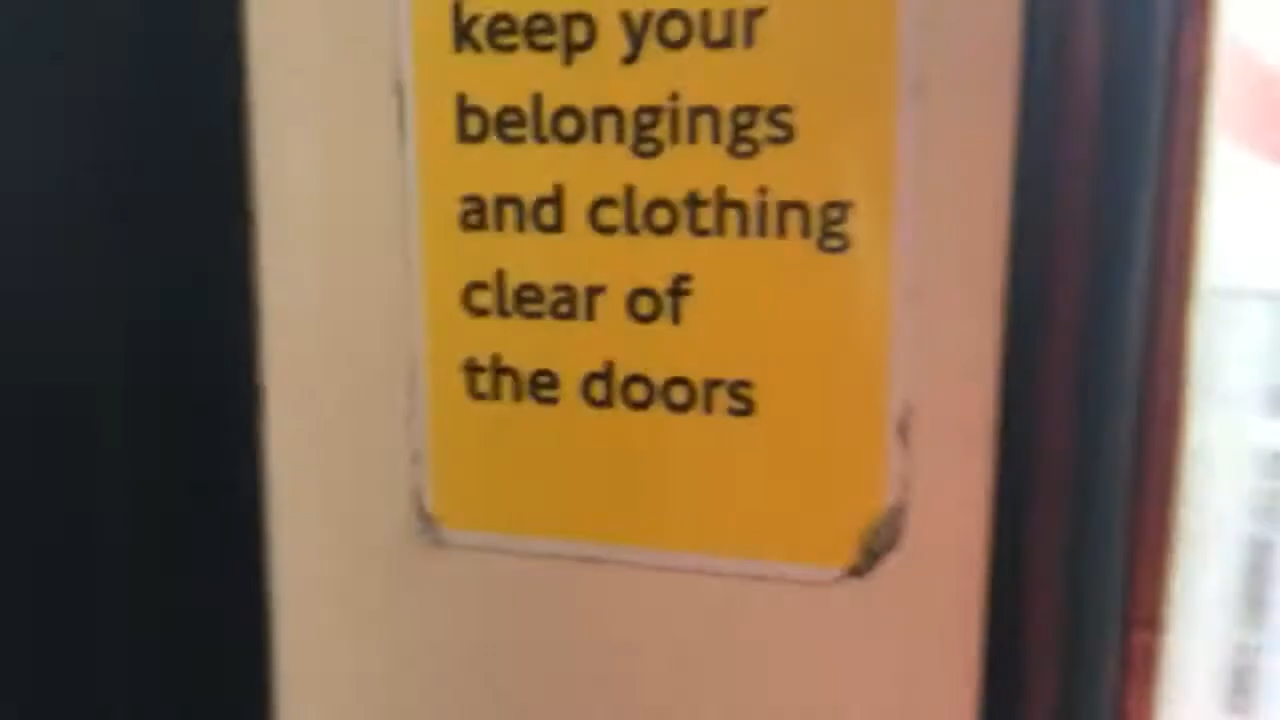 keep your
belongings
and clothing
clear of
the doors